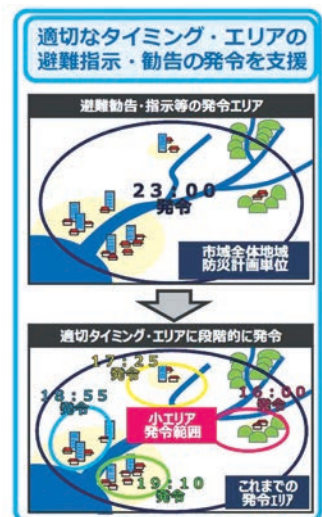 適切なタイミング・エリアの
避難指示・勧告の発令を支援
避難勧告・指示等の発令エリア
23:00
発令
市域全体地域
防災計画単位
適切タイミング・エリアに段階的に発令
17:25
発令
18:55
発令
16:00
発令
小エリア
発令範囲
19:10
発令
これまでの
発令エリア